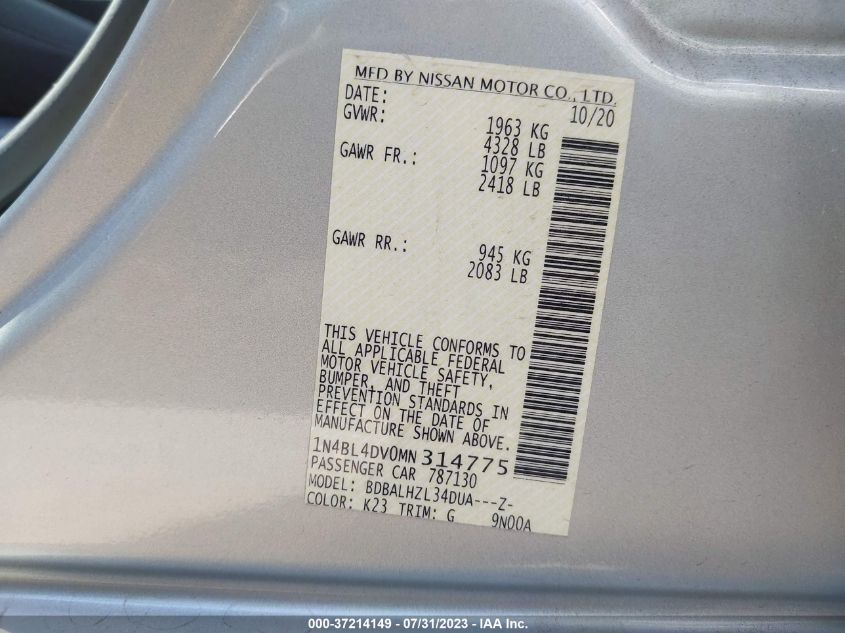 MFD BY NISSAN MOTOR CO., LTD.
DATE: 10/20
GVWR: 1963 KG
4328 LB
GAWR FR.: 1097 KG
2418 LB
GAWR RR.: 945 KG
2083 LB
THIS VEHICLE CONFORMS TO
ALL APPLICABLE FEDERAL
MOTOR VEHICLE SAFETY,
BUMPER, AND THEFT
PREVENTION STANDARDS IN
EFFECT ON THE DATE OF
MANUFACTURE SHOWN ABOVE.
1N4BL4DV0MN314775
PASSENGER CAR 787130
MODEL: BDBALHZL34DUA---Z-
COLOR: K23 TRIM: G 9N00A
000-37214149 - 07/31/2023 - IAA Inc.